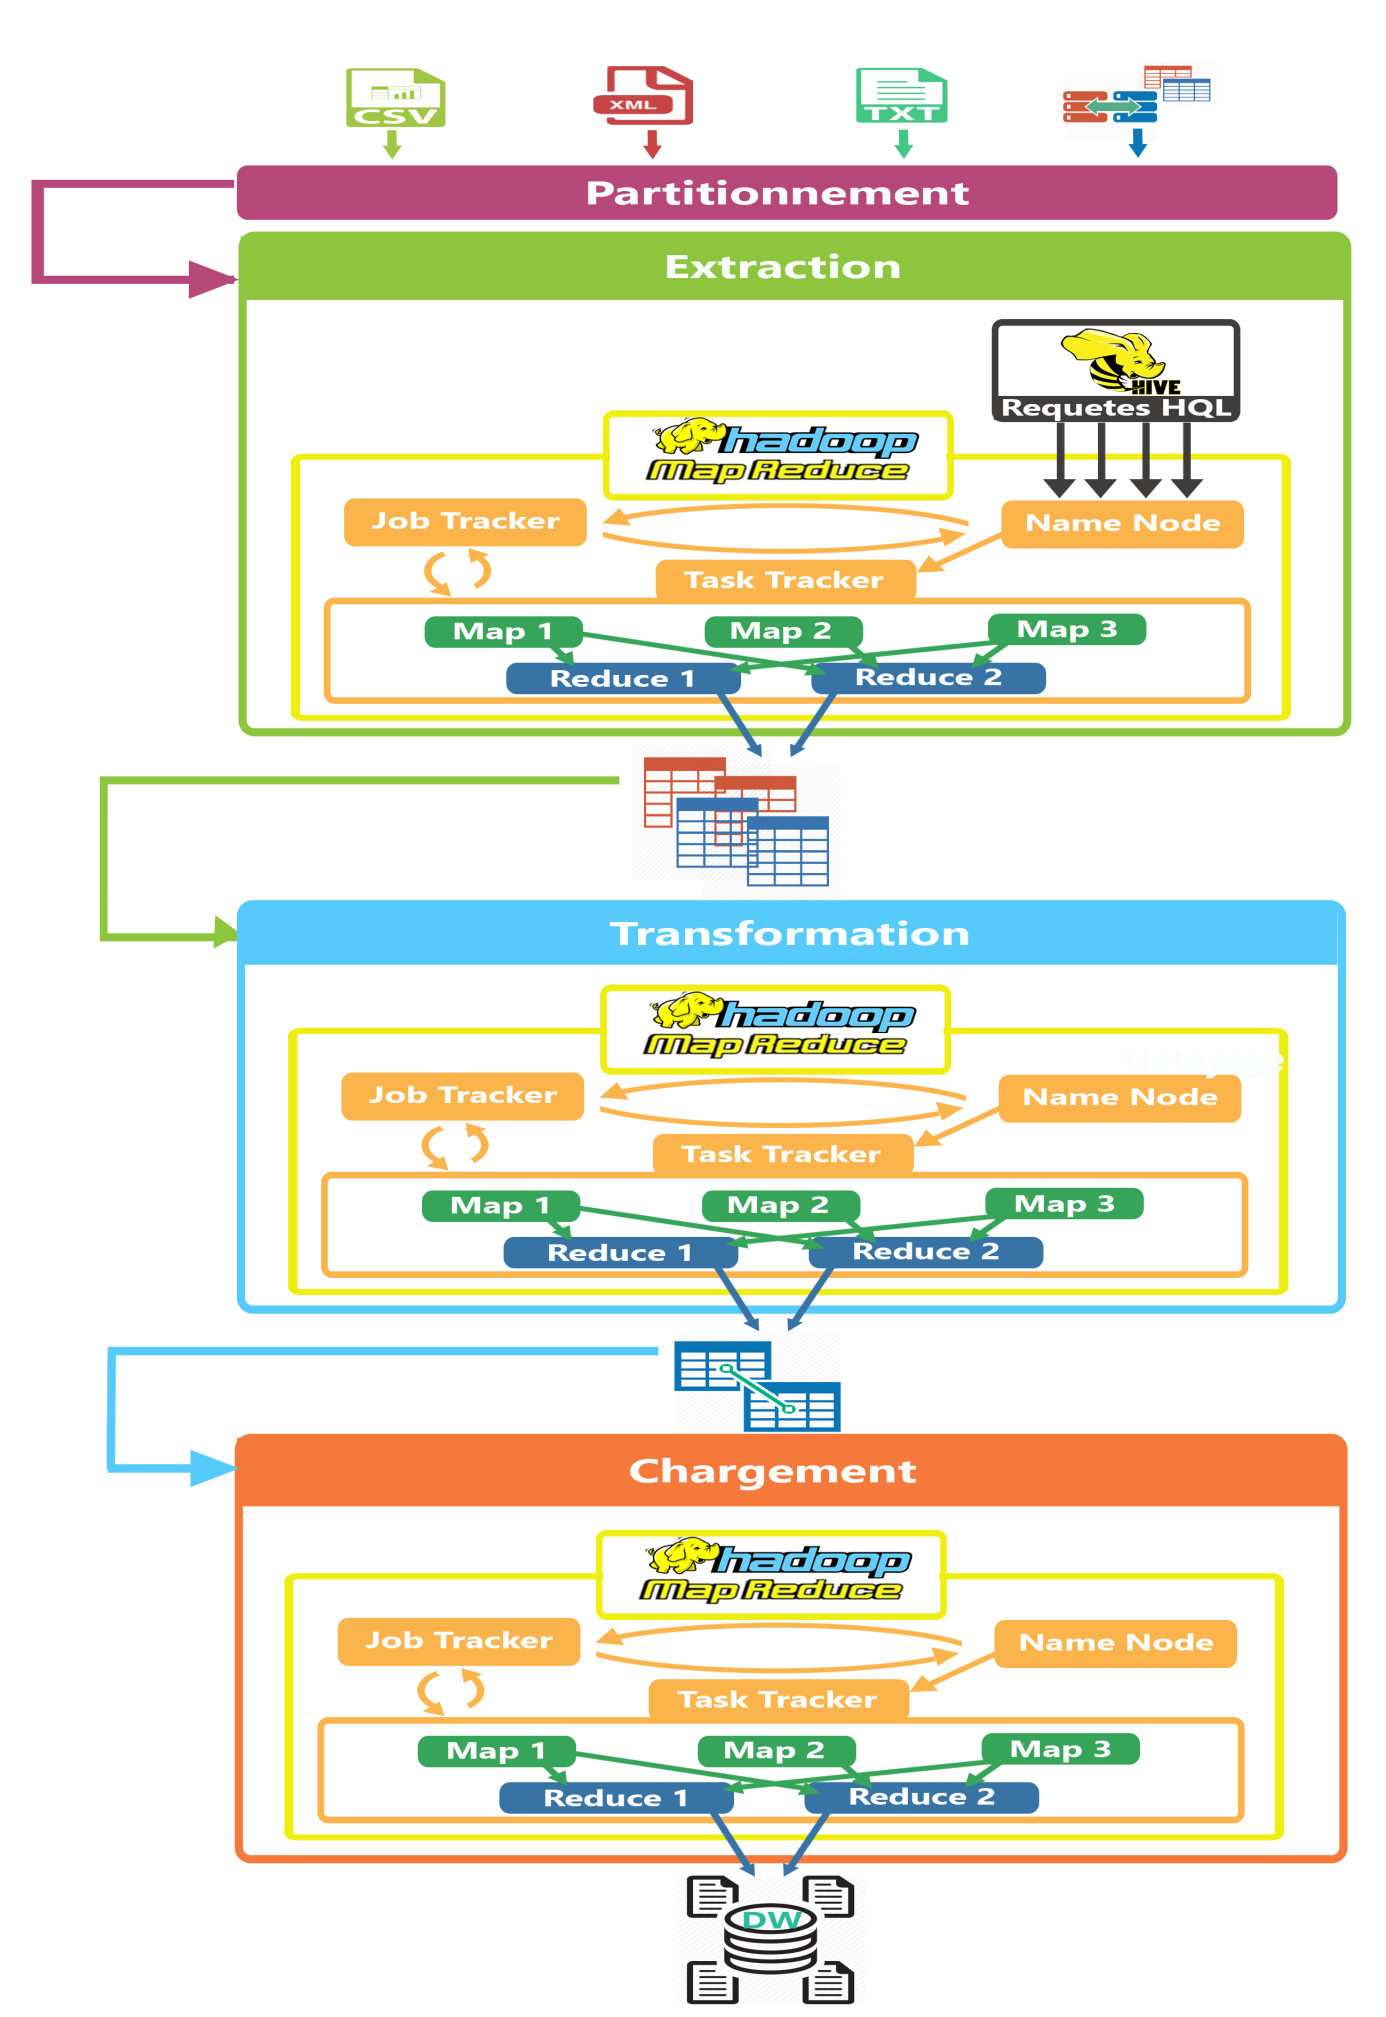 CSV
XML
TXT
Partitionnement
Extraction
HIVE
Requetes HQL
hadoop
Map Reduce
Job Tracker
Name Node
Task Tracker
Map 1
Map 2
Map 3
Reduce 1
Reduce 2
Transformation
hadoop
Map Reduce
Netoyage
Job Tracker
Name Node
Task Tracker
Map 1
Map 2
Map 3
Reduce 1
Reduce 2
Chargement
hadoop
Map Reduce
Job Tracker
Name Node
Task Tracker
Map 1
Map 2
Map 3
Reduce 1
Reduce 2
DW